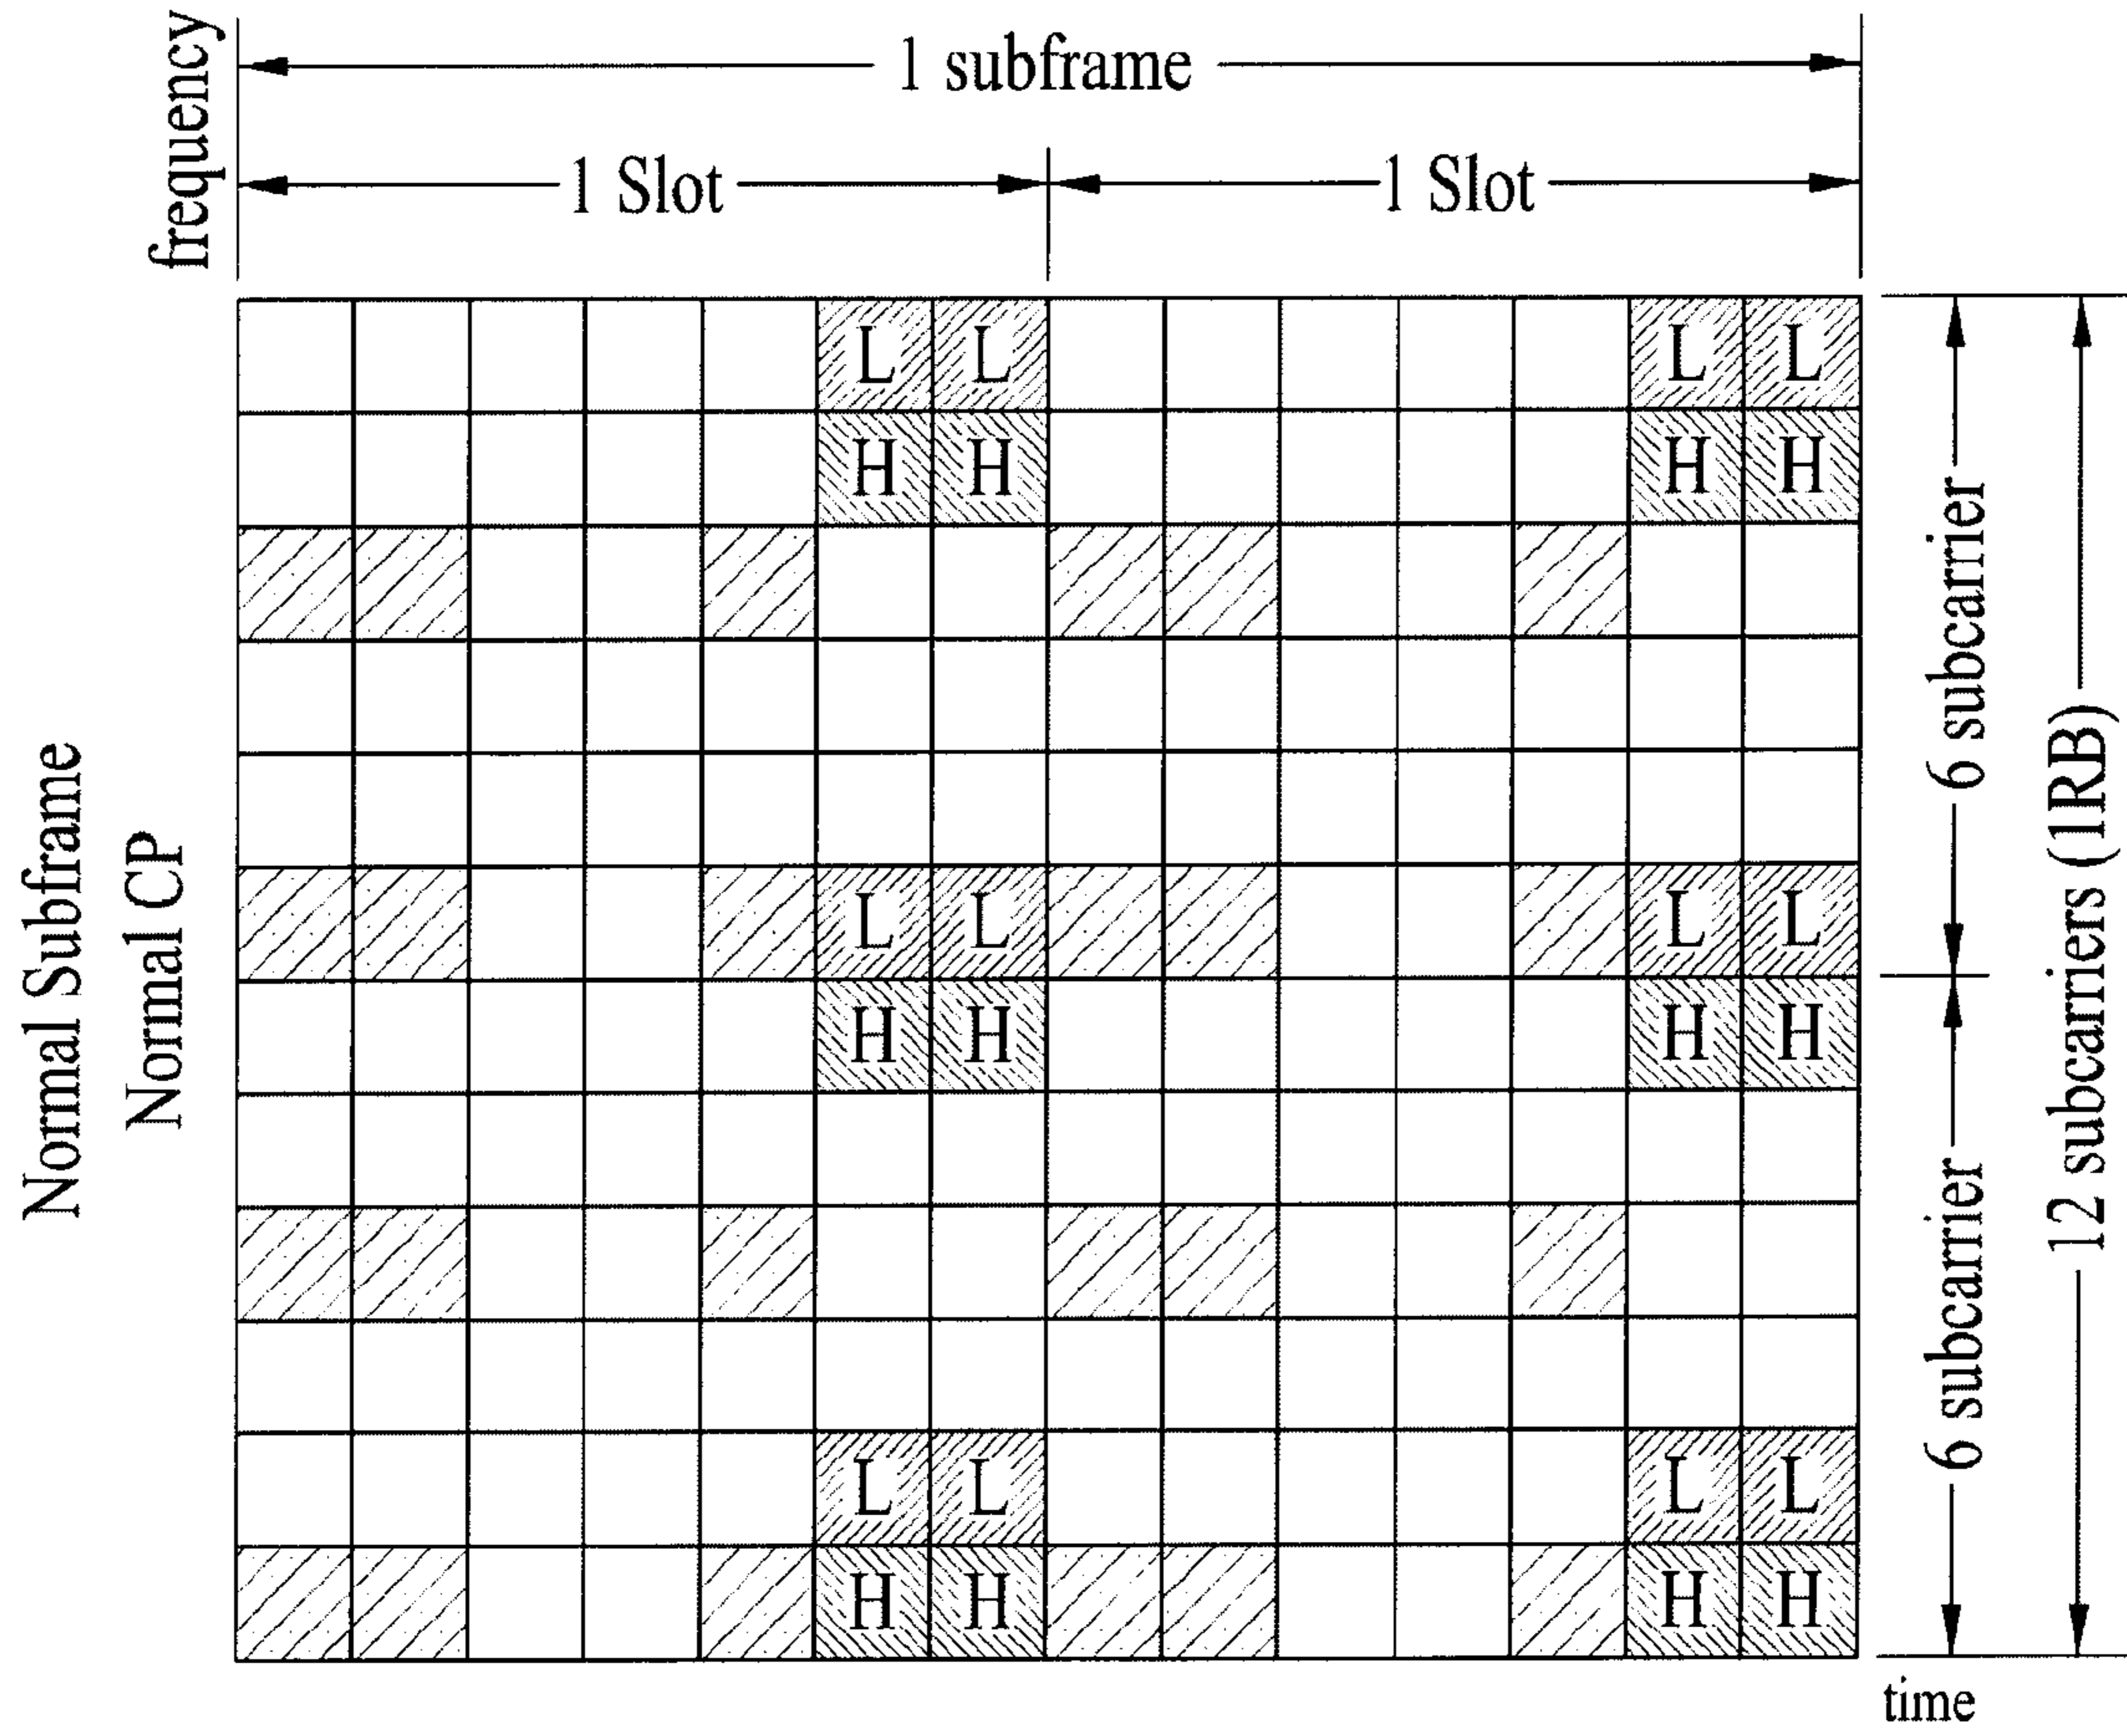 frequency
1 subframe
1 Slot 1 Slot
L L L L
H H H H
L L L L
H H H H
L L L L
H H H H
Normal Subframe
Normal CP
6 subcarrier
6 subcarrier
12 subcarriers (1RB)
time